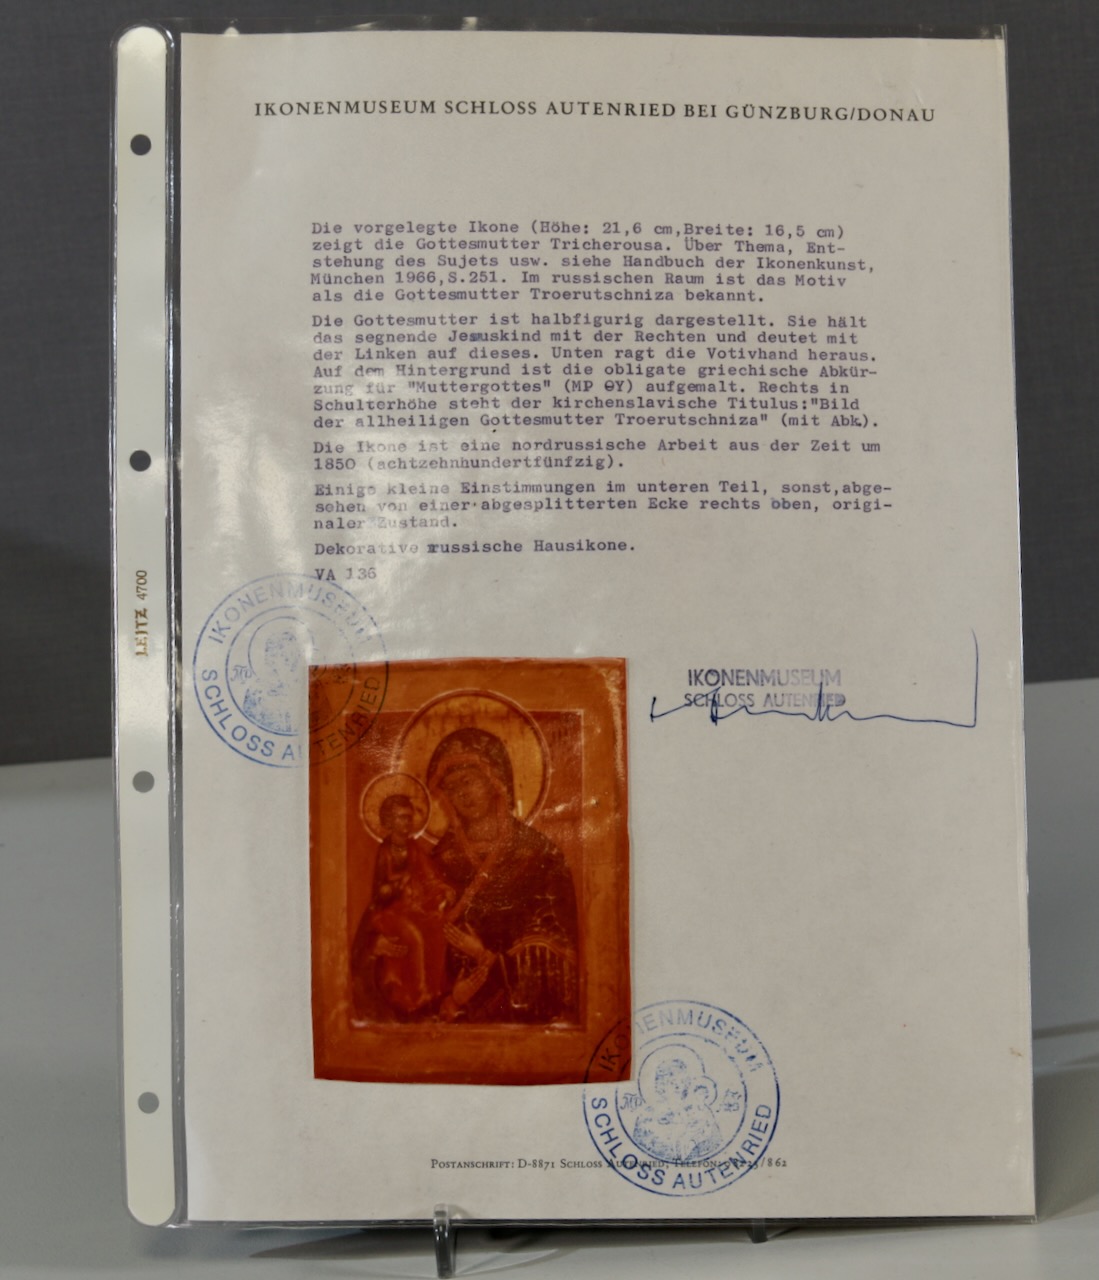 IKONENMUSEUM SCHLOSS AUTENRIED BEI GÜNZBURG/DONAU
Die vorgelegte Ikone (Höhe: 21,6 cm,Breite: 16,5 cm)
zeigt die Gottesmutter Tricherousa. Über Thema, Ent-
stehung des Sujets usw. siehe Handbuch der Ikonenkunst,
München 1966,S.251. Im russischen Raum ist das Motiv
als die Gottesmutter Troerutschniza bekannt.
Die Gottesmutter ist halbfigurig dargestellt. Sie hält
das segnende Jesuskind mit der Rechten und deutet mit
der Linken auf dieses. Unten ragt die Votivhand heraus.
Auf dem Hintergrund ist die obligate griechische Abkür-
zung für "Muttergottes" (MP ΘY) aufgemalt. Rechts in
Schulterhöhe steht der kirchenslavische Titulus:"Bild
der allheiligen Gottesmutter Troerutschniza" (mit Abk.).
Die Ikone ist eine nordrussische Arbeit aus der Zeit um
1850 (achtzehnhundertfünfzig).
Einige kleine Einstimmungen im unteren Teil, sonst,abge-
sehen von einer abgesplitterten Ecke rechts oben, origi-
naler Zustand.
Dekorative russische Hausikone.
VA 136
LEITZ 4700
IKONENMUSEUM
SCHLOSS AUTENRIED
IKONENMUSEUM
SCHLOSS AUTENRIED
IKONENMUSEUM
SCHLOSS AUTENRIED
POSTANSCHRIFT: D-8871 SCHLOSS AUTENRIED, TELEFON: /862